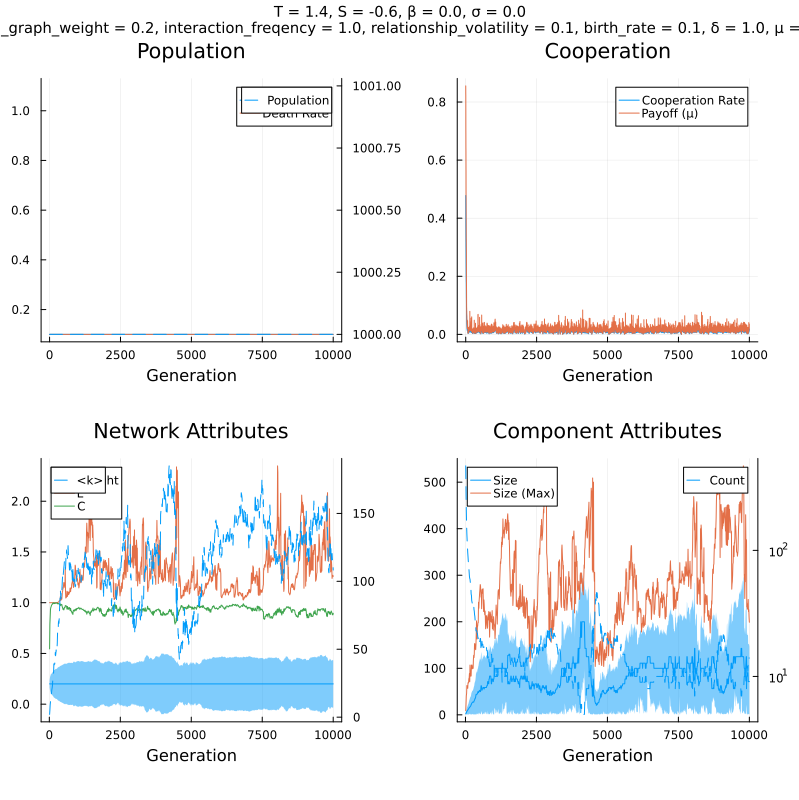 T = 1.4, S = -0.6, β = 0.0, σ = 0.0
_graph_weight = 0.2, interaction_freqency = 1.0, relationship_volatility = 0.1, birth_rate = 0.1, δ = 1.0, μ =
Population
Cooperation
1.0
0.8
0.6
0.4
0.2
Population
Death Rate
1001.00
1000.75
1000.50
1000.25
1000.00
0 2500 5000 7500 10000
Generation
0.8
0.6
0.4
0.2
0.0
Cooperation Rate
Payoff (μ)
0 2500 5000 7500 10000
Generation
Network Attributes
Component Attributes
2.0
1.5
1.0
0.5
0.0
<k>
C
150
100
50
0
0 2500 5000 7500 10000
Generation
500
400
300
200
100
0
Size
Size (Max)
Count
10²
10¹
0 2500 5000 7500 10000
Generation